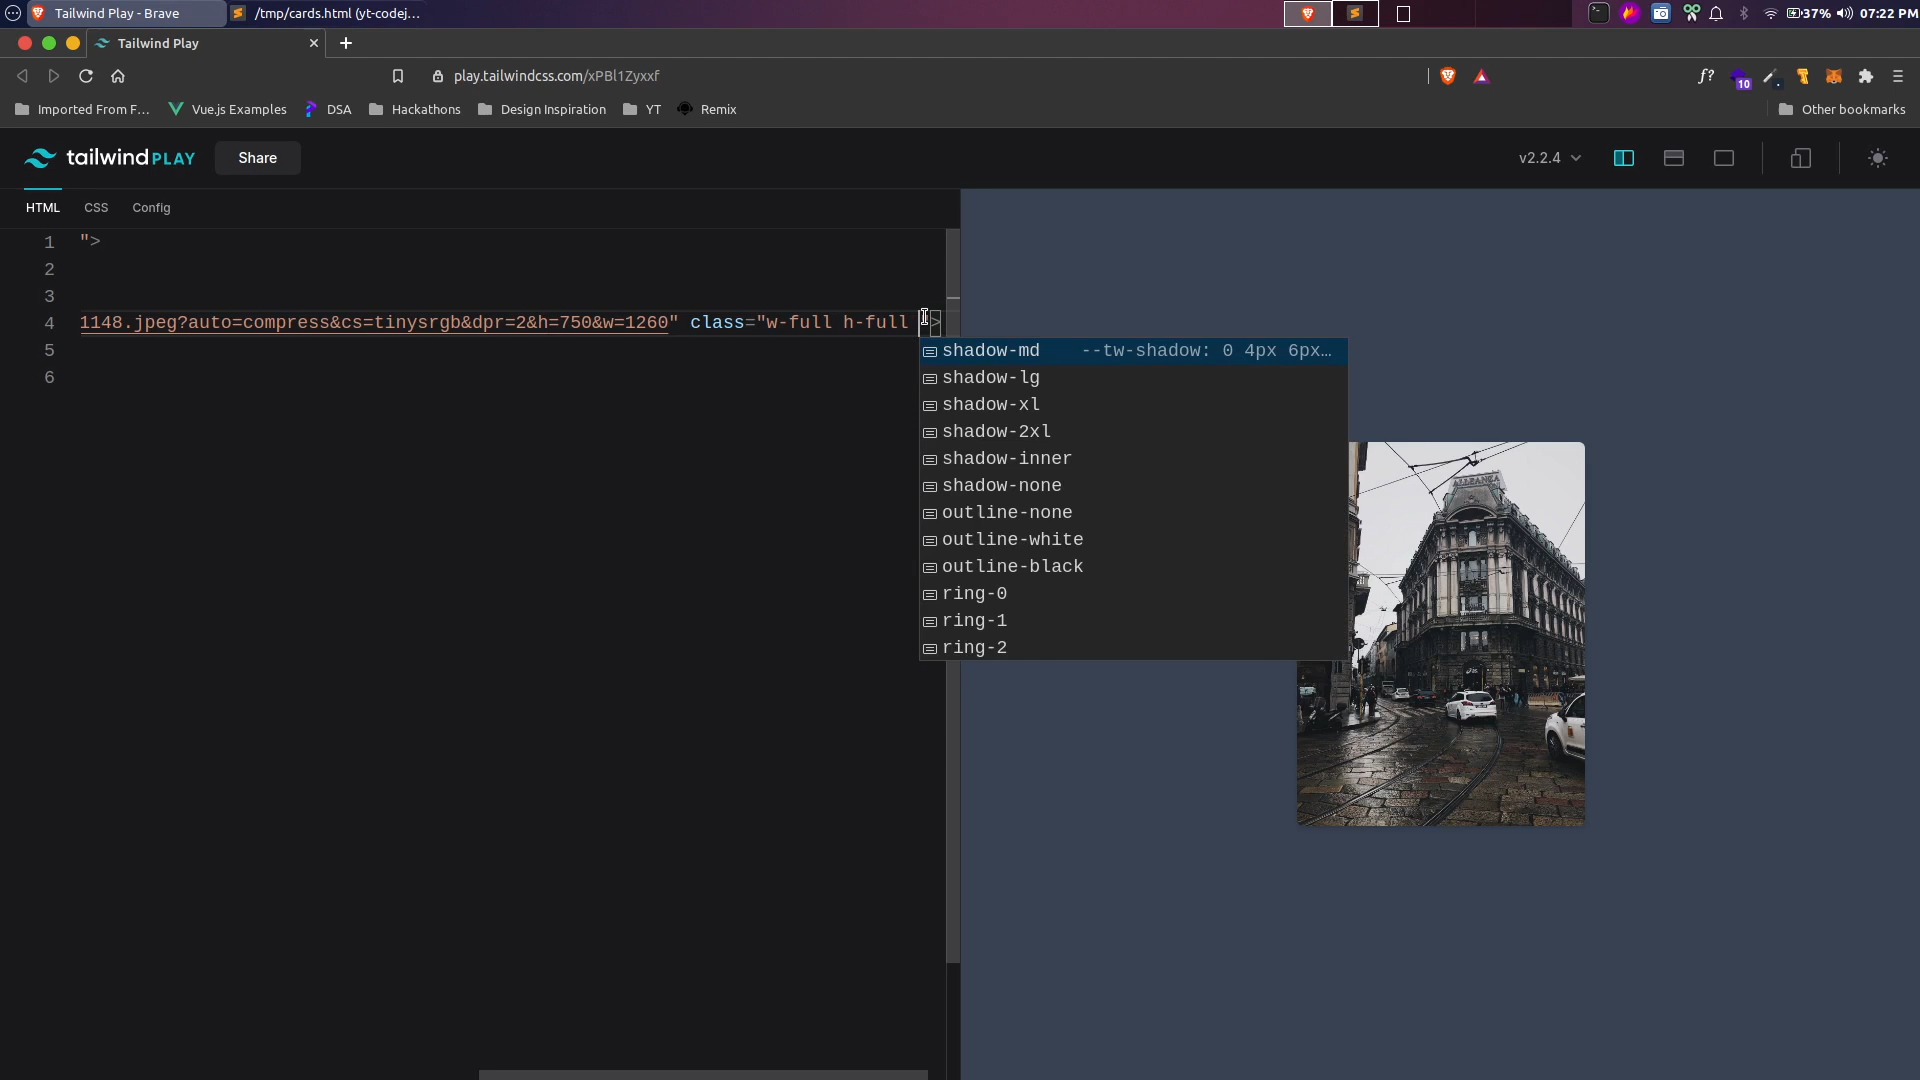 Tailwind Play - Brave
/tmp/cards.html (yt-codej...
37%
07:22 PM
Tailwind Play
play.tailwindcss.com/xPBl1Zyxxf
f?
10
Imported From F...
Vue.js Examples
DSA
Hackathons
Design Inspiration
YT
Remix
Other bookmarks
tailwind PLAY
Share
v2.2.4
HTML
CSS
Config
1 ">
2
3
4 1148.jpeg?auto=compress&cs=tinysrgb&dpr=2&h=750&w=1260" class="w-full h-full ">
5
6
shadow-md --tw-shadow: 0 4px 6px…
shadow-lg
shadow-xl
shadow-2xl
shadow-inner
shadow-none
outline-none
outline-white
outline-black
ring-0
ring-1
ring-2
ALLEANZA